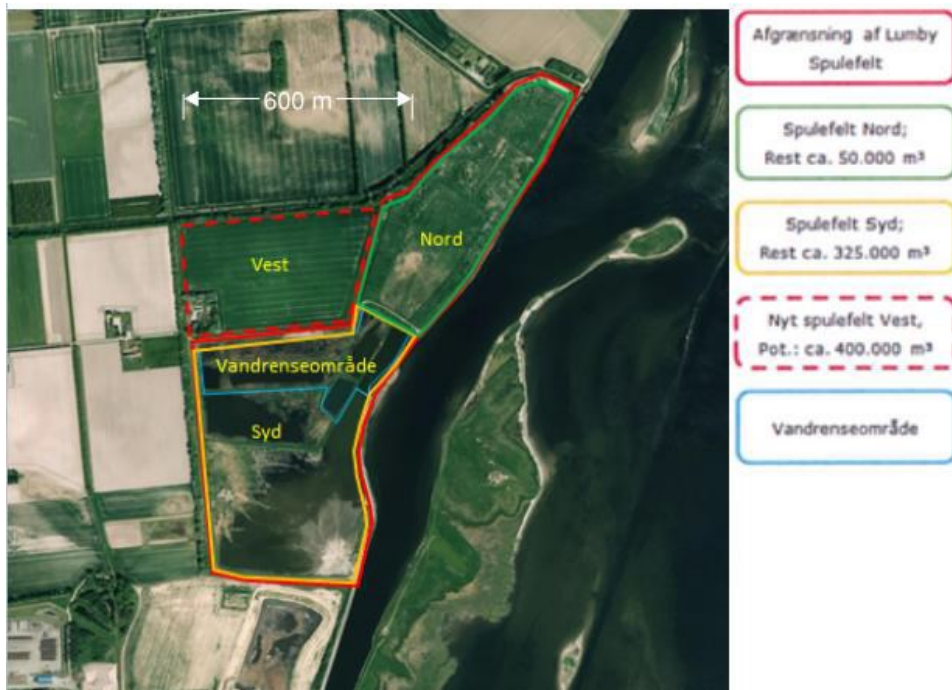 600 m
Vest
Nord
Vandrenseområde
Syd
Afgrænsning af Lumby
Spulefelt
Spulefelt Nord;
Rest ca. 50.000 m³
Spulefelt Syd;
Rest ca. 325.000 m³
Nyt spulefelt Vest,
Pot.: ca. 400.000 m³
Vandrenseområde